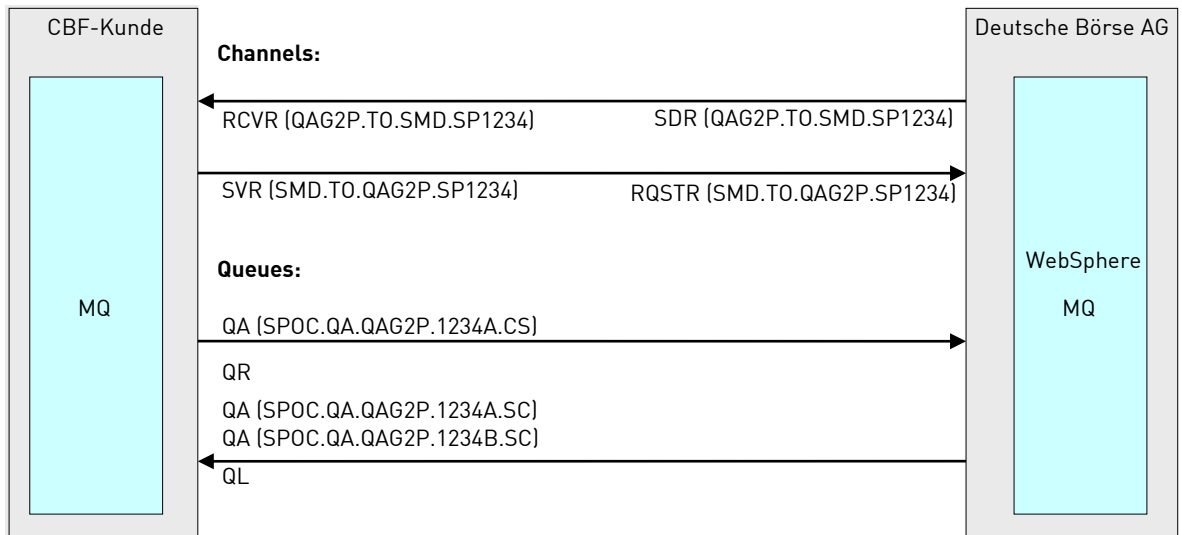 CBF-Kunde
Deutsche Börse AG
Channels:
RCVR (QAG2P.TO.SMD.SP1234)
SDR (QAG2P.TO.SMD.SP1234)
SVR (SMD.TO.QAG2P.SP1234)
RQSTR (SMD.TO.QAG2P.SP1234)
Queues:
WebSphere
MQ
MQ
QA (SPOC.QA.QAG2P.1234A.CS)
QR
QA (SPOC.QA.QAG2P.1234A.SC)
QA (SPOC.QA.QAG2P.1234B.SC)
QL